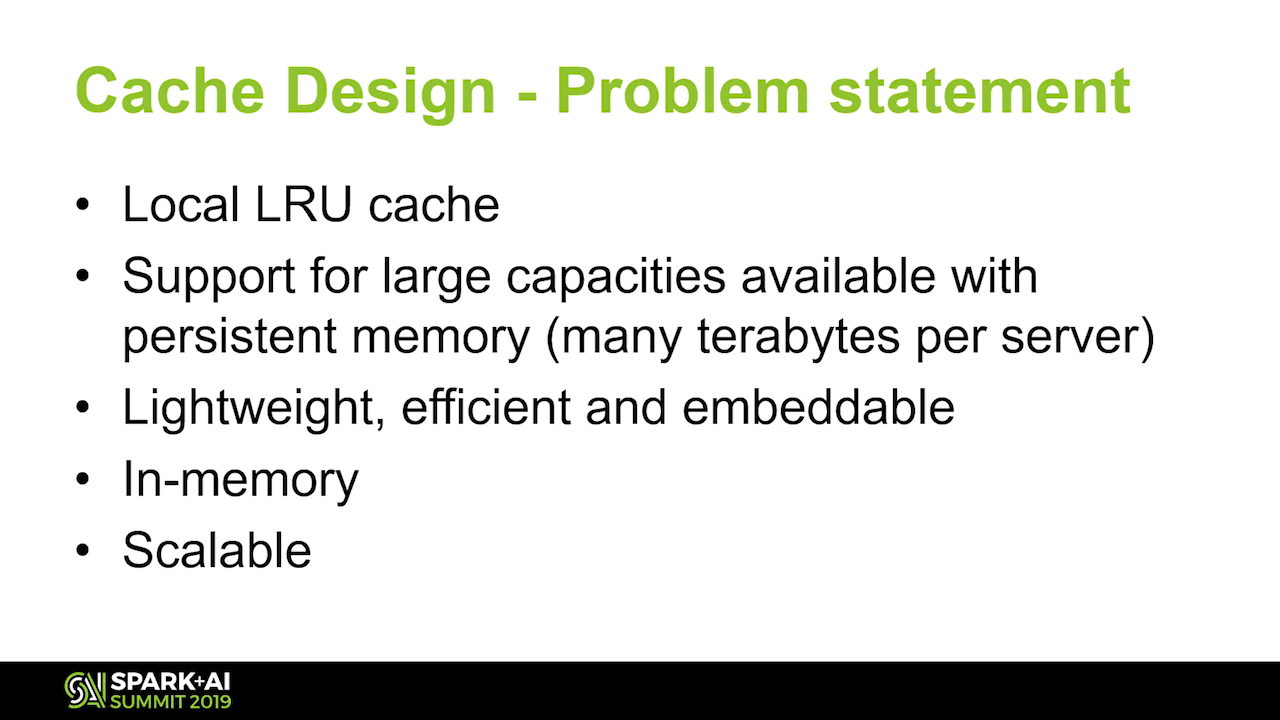 Cache Design - Problem statement
• Local LRU cache
• Support for large capacities available with
persistent memory (many terabytes per server)
• Lightweight, efficient and embeddable
• In-memory
• Scalable
SPARK+AI
SUMMIT 2019